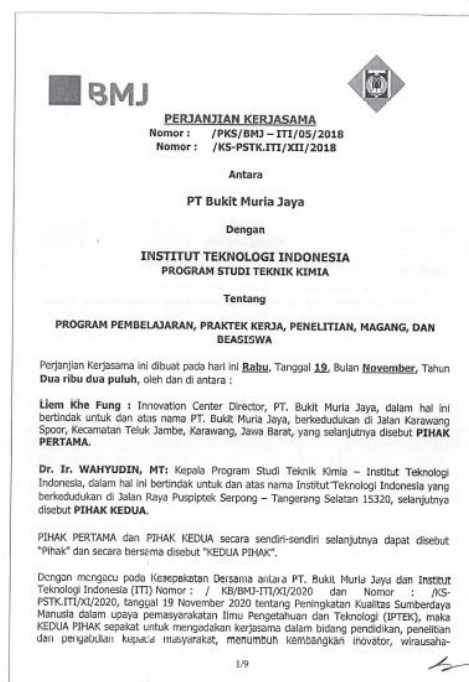 BMJ
PERJANJIAN KERJASAMA
Nomor : /PKS/BMJ – ITI/05/2018
Nomor : /KS-PSTK.ITI/XII/2018
Antara
PT Bukit Muria Jaya
Dengan
INSTITUT TEKNOLOGI INDONESIA
PROGRAM STUDI TEKNIK KIMIA
Tentang
PROGRAM PEMBELAJARAN, PRAKTEK KERJA, PENELITIAN, MAGANG, DAN
BEASISWA
Perjanjian Kerjasama ini dibuat pada hari ini Rabu, Tanggal 19, Bulan November, Tahun
Dua ribu dua puluh, oleh dan di antara :
Liem Khe Fung : Innovation Center Director, PT. Bukit Muria Jaya, dalam hal ini
bertindak untuk dan atas nama PT. Bukit Muria Jaya, berkedudukan di Jalan Karawang
Spoor, Kecamatan Teluk Jambe, Karawang, Jawa Barat, yang selanjutnya disebut PIHAK
PERTAMA.
Dr. Ir. WAHYUDIN, MT: Kepala Program Studi Teknik Kimia – Institut Teknologi
Indonesia, dalam hal ini bertindak untuk dan atas nama Institut Teknologi Indonesia yang
berkedudukan di Jalan Raya Puspiptek Serpong – Tangerang Selatan 15320, selanjutnya
disebut PIHAK KEDUA.
PIHAK PERTAMA dan PIHAK KEDUA secara sendiri-sendiri selanjutnya dapat disebut
"Pihak" dan secara bersema disebut "KEDUA PIHAK".
Dengan mengacu pada Kesepakatan Bersama antara PT. Bukit Muria Jaya dan Institut
Teknologi Indonesia (ITI) Nomor : / KB/BMJ-ITI/XI/2020 dan Nomor : /KS-
PSTK.ITI/XI/2020, tanggal 19 November 2020 tentang Peningkatan Kualitas Sumberdaya
Manusia dalam upaya pemasyarakatan Ilmu Pengetahuan dan Teknologi (IPTEK), maka
KEDUA PIHAK sepakat untuk mengadakan kerjasama dalam bidang pendidikan, penelitian
dan pengabdian kepada masyarakat, menumbuh kembangkan inovator, wirausaha-
1/9